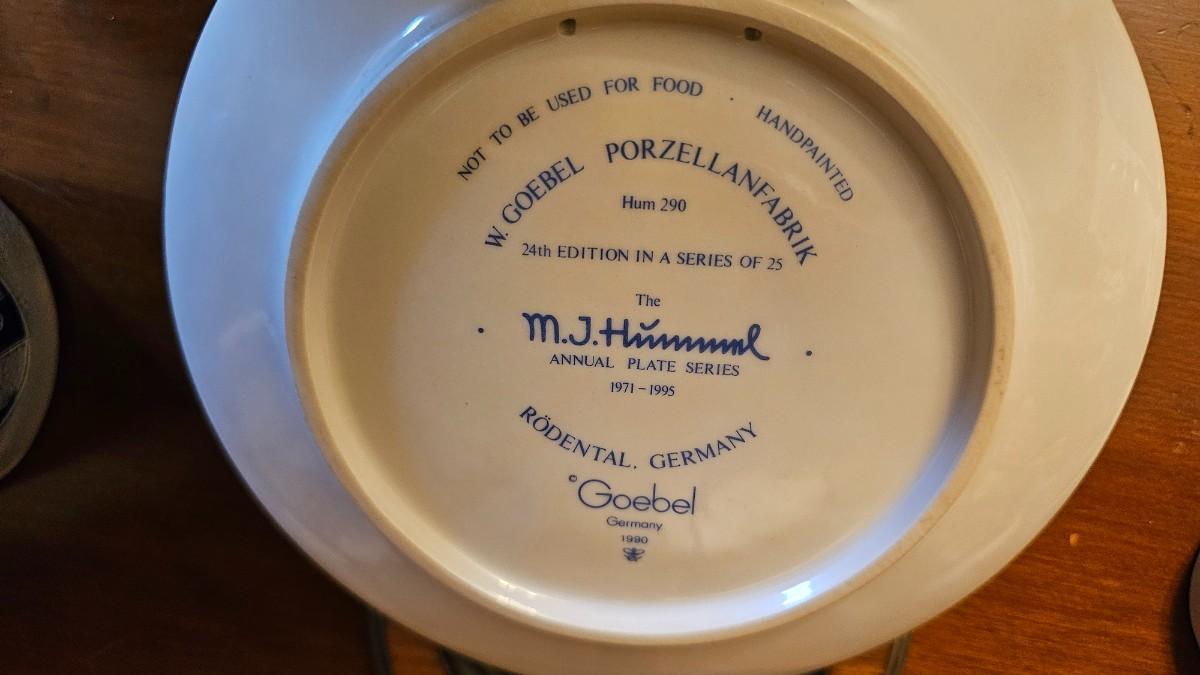 NOT TO BE USED FOR FOOD · HANDPAINTED
W. GOEBEL PORZELLANFABRIK
Hum 290
24th EDITION IN A SERIES OF 25
The
M.J.Hummel
ANNUAL PLATE SERIES
1971 – 1995
RÖDENTAL, GERMANY
© Goebel
Germany
1990